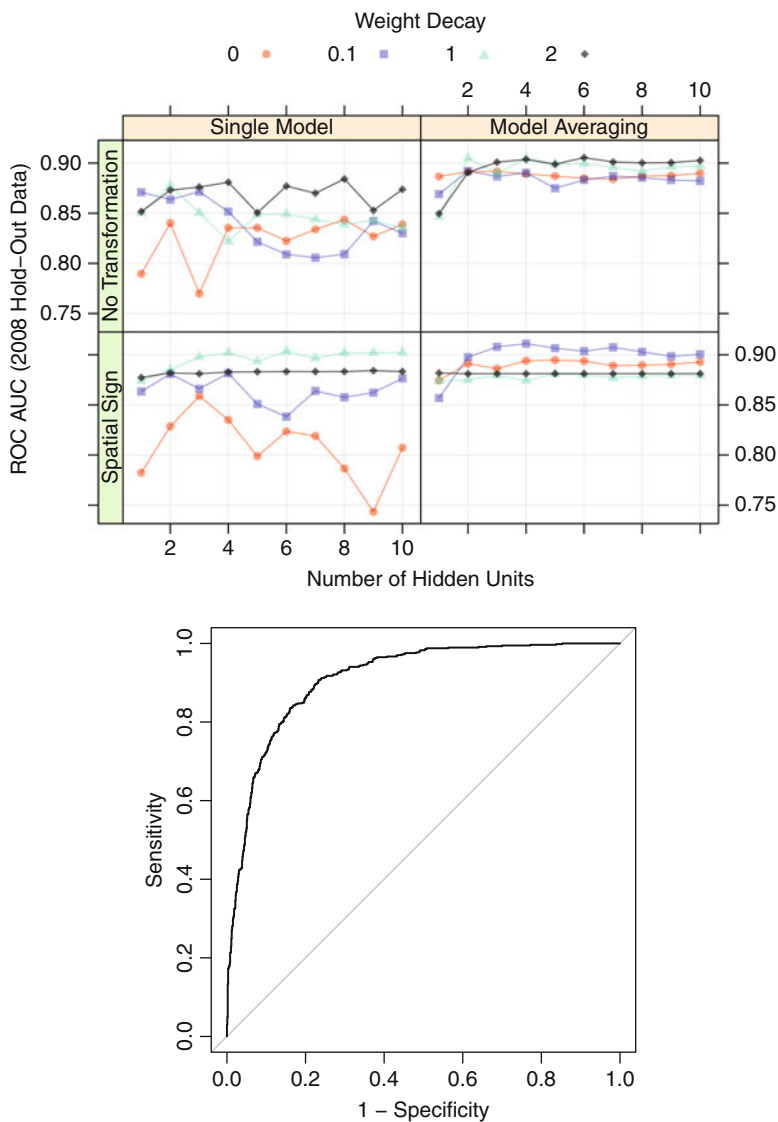 Weight Decay
0 0.1 1 2
2 4 6 8 10
Single Model Model Averaging
No Transformation
0.90
0.85
0.80
0.75
ROC AUC (2008 Hold−Out Data)
Spatial Sign
0.90
0.85
0.80
0.75
2 4 6 8 10
Number of Hidden Units
Sensitivity
1.0
0.8
0.6
0.4
0.2
0.0
0.0 0.2 0.4 0.6 0.8 1.0
1 − Specificity